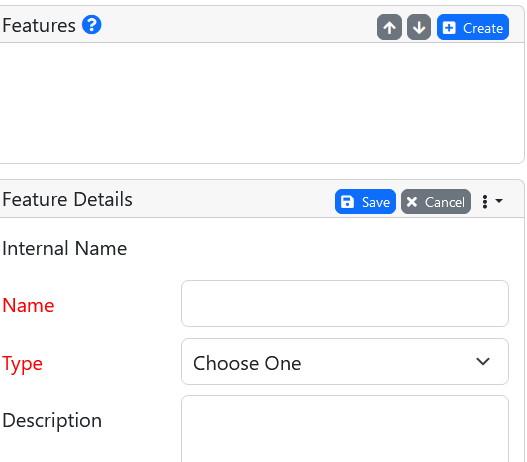 Features ?
Create
Feature Details
Save Cancel
Internal Name
Name
Type Choose One
Description